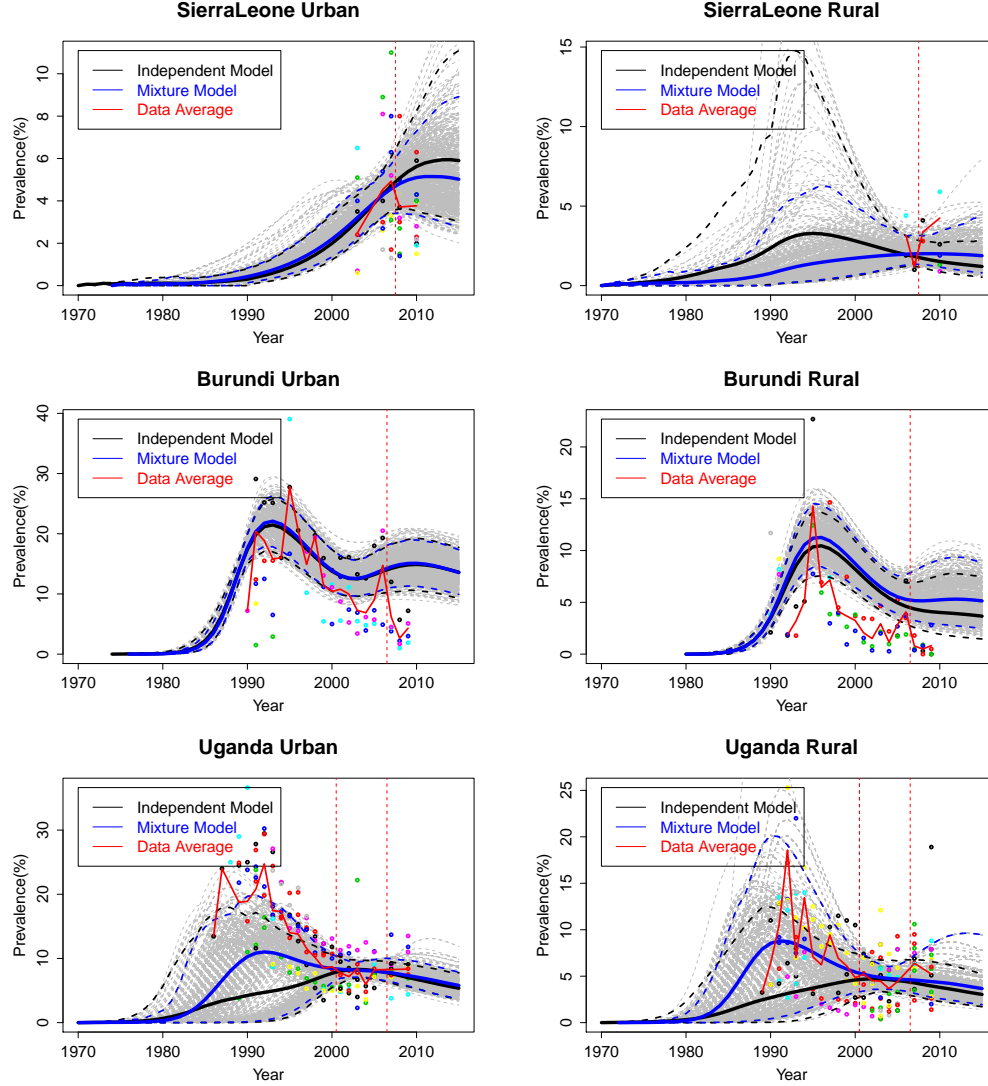 SierraLeone Urban
Independent Model
Mixture Model
Data Average
Prevalence(%)
0 2 4 6 8 10
1970 1980 1990 2000 2010
Year
SierraLeone Rural
Independent Model
Mixture Model
Data Average
Prevalence(%)
0 5 10 15
1970 1980 1990 2000 2010
Year
Burundi Urban
Independent Model
Mixture Model
Data Average
Prevalence(%)
0 10 20 30 40
1970 1980 1990 2000 2010
Year
Burundi Rural
Independent Model
Mixture Model
Data Average
Prevalence(%)
0 5 10 15 20
1970 1980 1990 2000 2010
Year
Uganda Urban
Independent Model
Mixture Model
Data Average
Prevalence(%)
0 10 20 30
1970 1980 1990 2000 2010
Year
Uganda Rural
Independent Model
Mixture Model
Data Average
Prevalence(%)
0 5 10 15 20 25
1970 1980 1990 2000 2010
Year